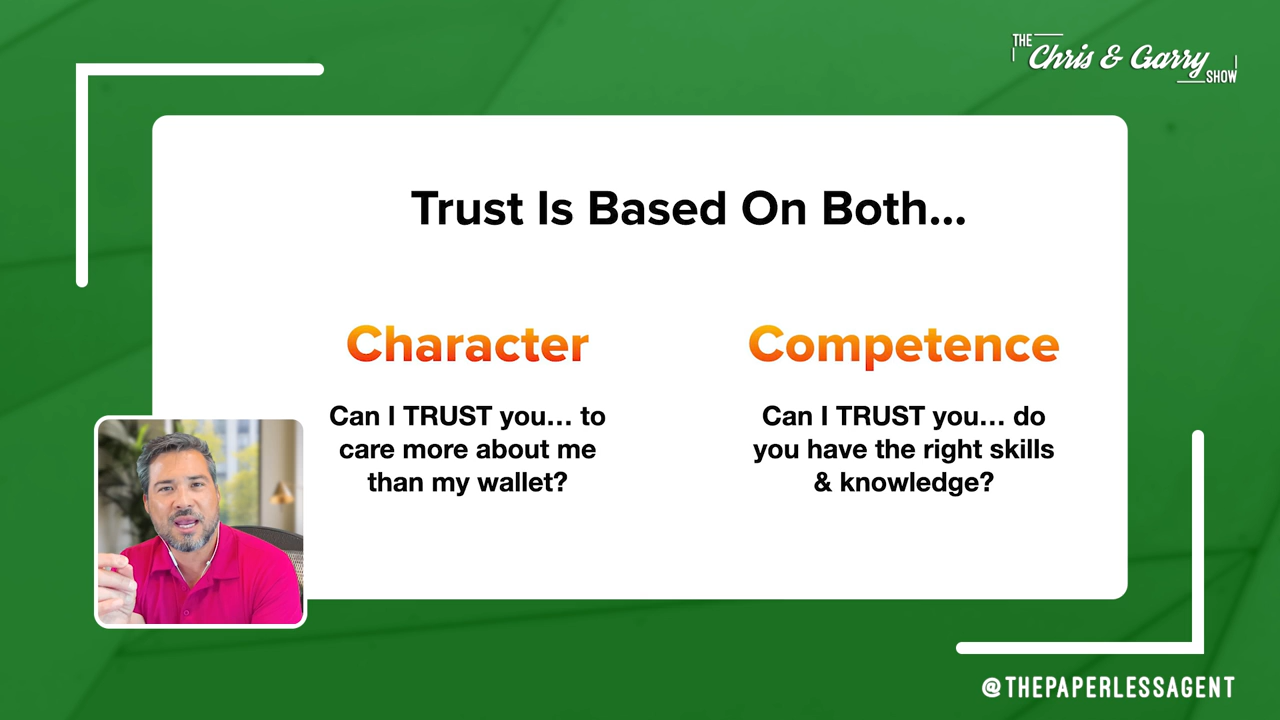 THE
Chris & Garry
SHOW
Trust Is Based On Both...
Character
Can I TRUST you... to
care more about me
than my wallet?
Competence
Can I TRUST you... do
you have the right skills
& knowledge?
@THEPAPERLESSAGENT